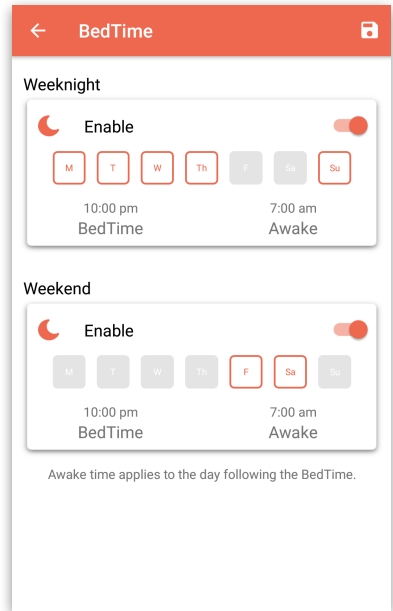 BedTime
Weeknight
Enable
M T W Th F Sa Su
10:00 pm 7:00 am
BedTime Awake
Weekend
Enable
M T W Th F Sa Su
10:00 pm 7:00 am
BedTime Awake
Awake time applies to the day following the BedTime.